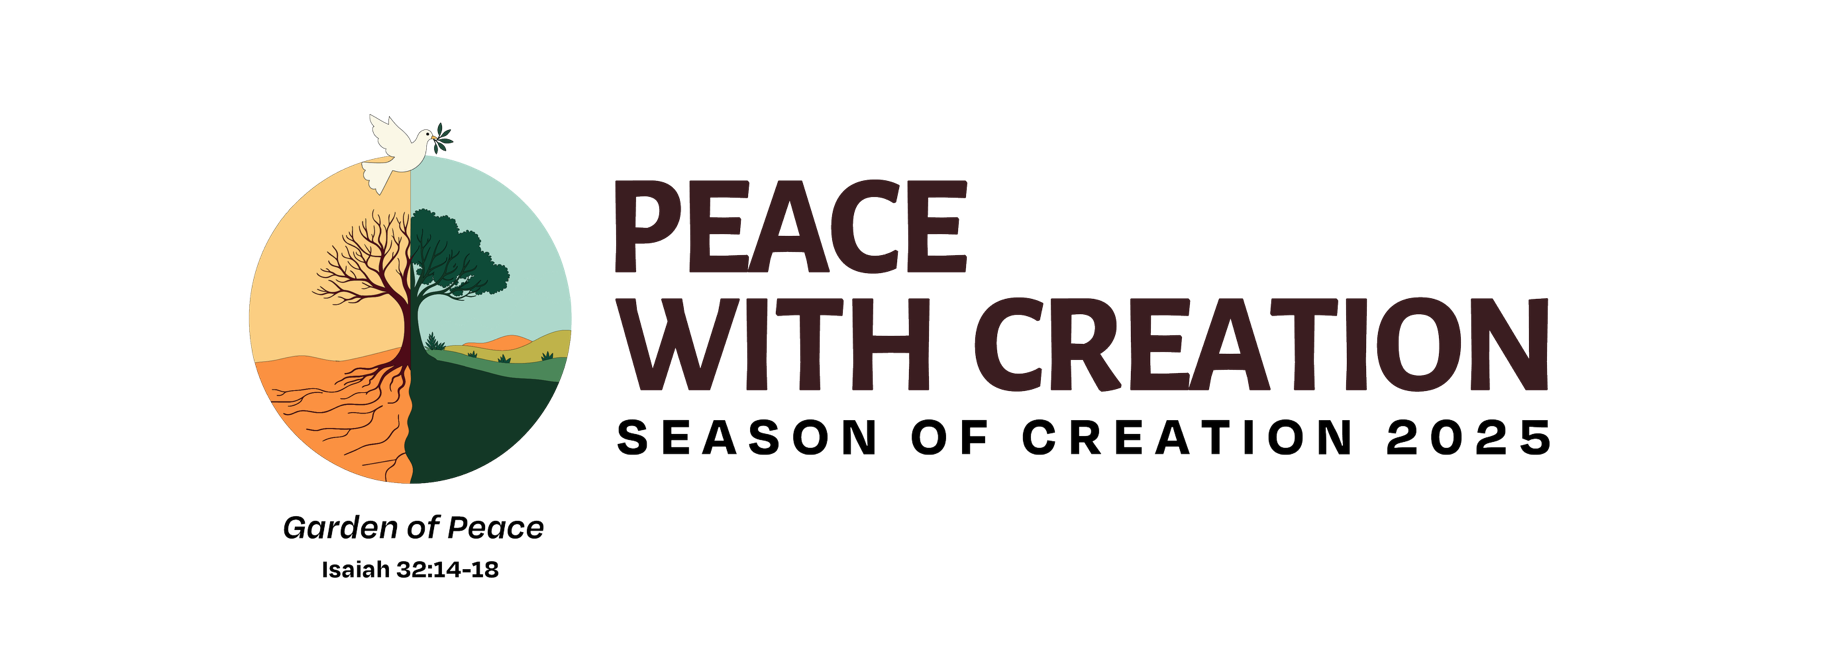 PEACE
WITH CREATION
SEASON OF CREATION 2025
Garden of Peace
Isaiah 32:14-18